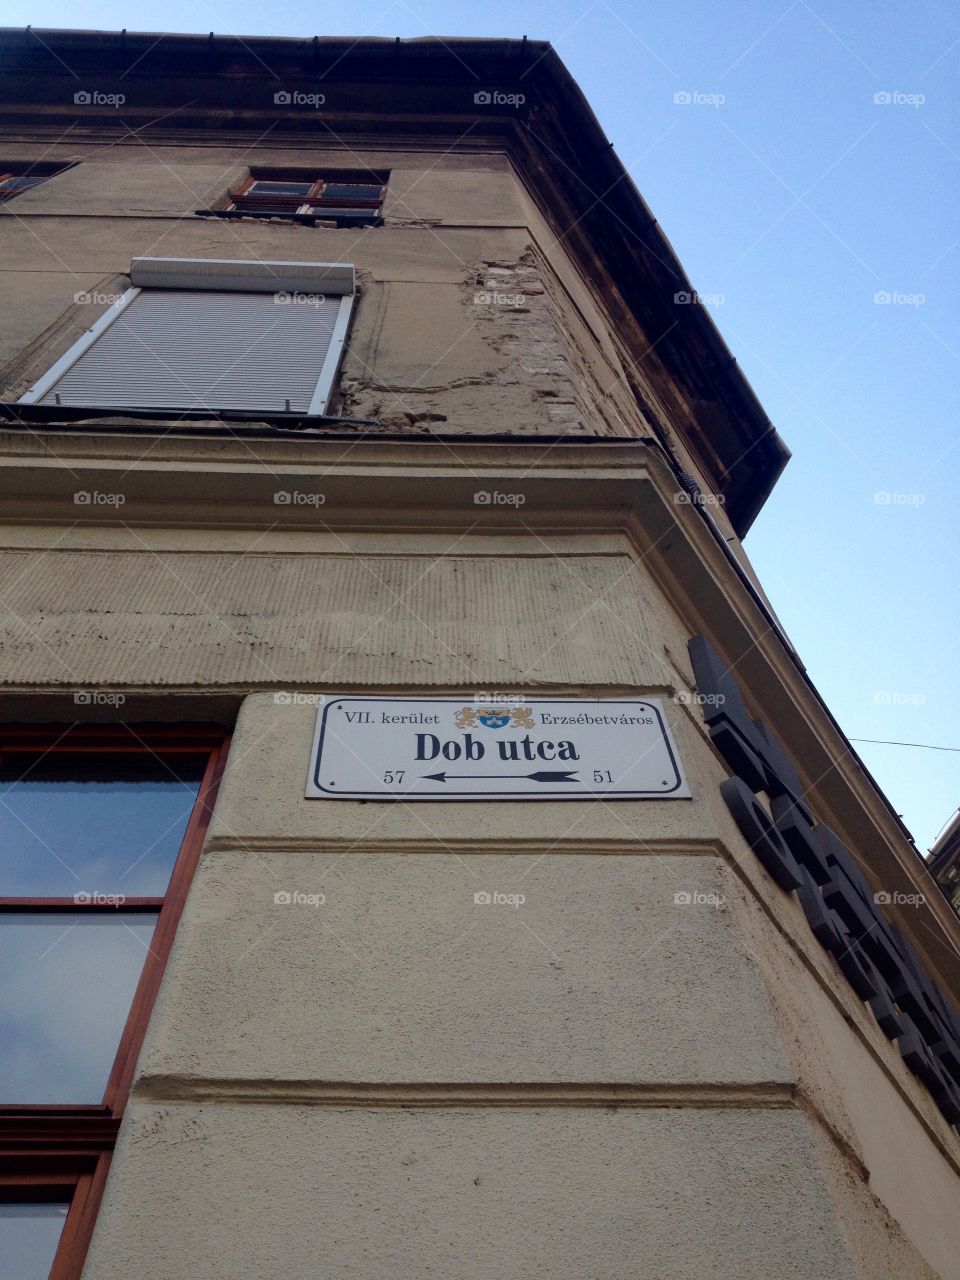 VII. kerület Erzsébetváros
Dob utca
57 51